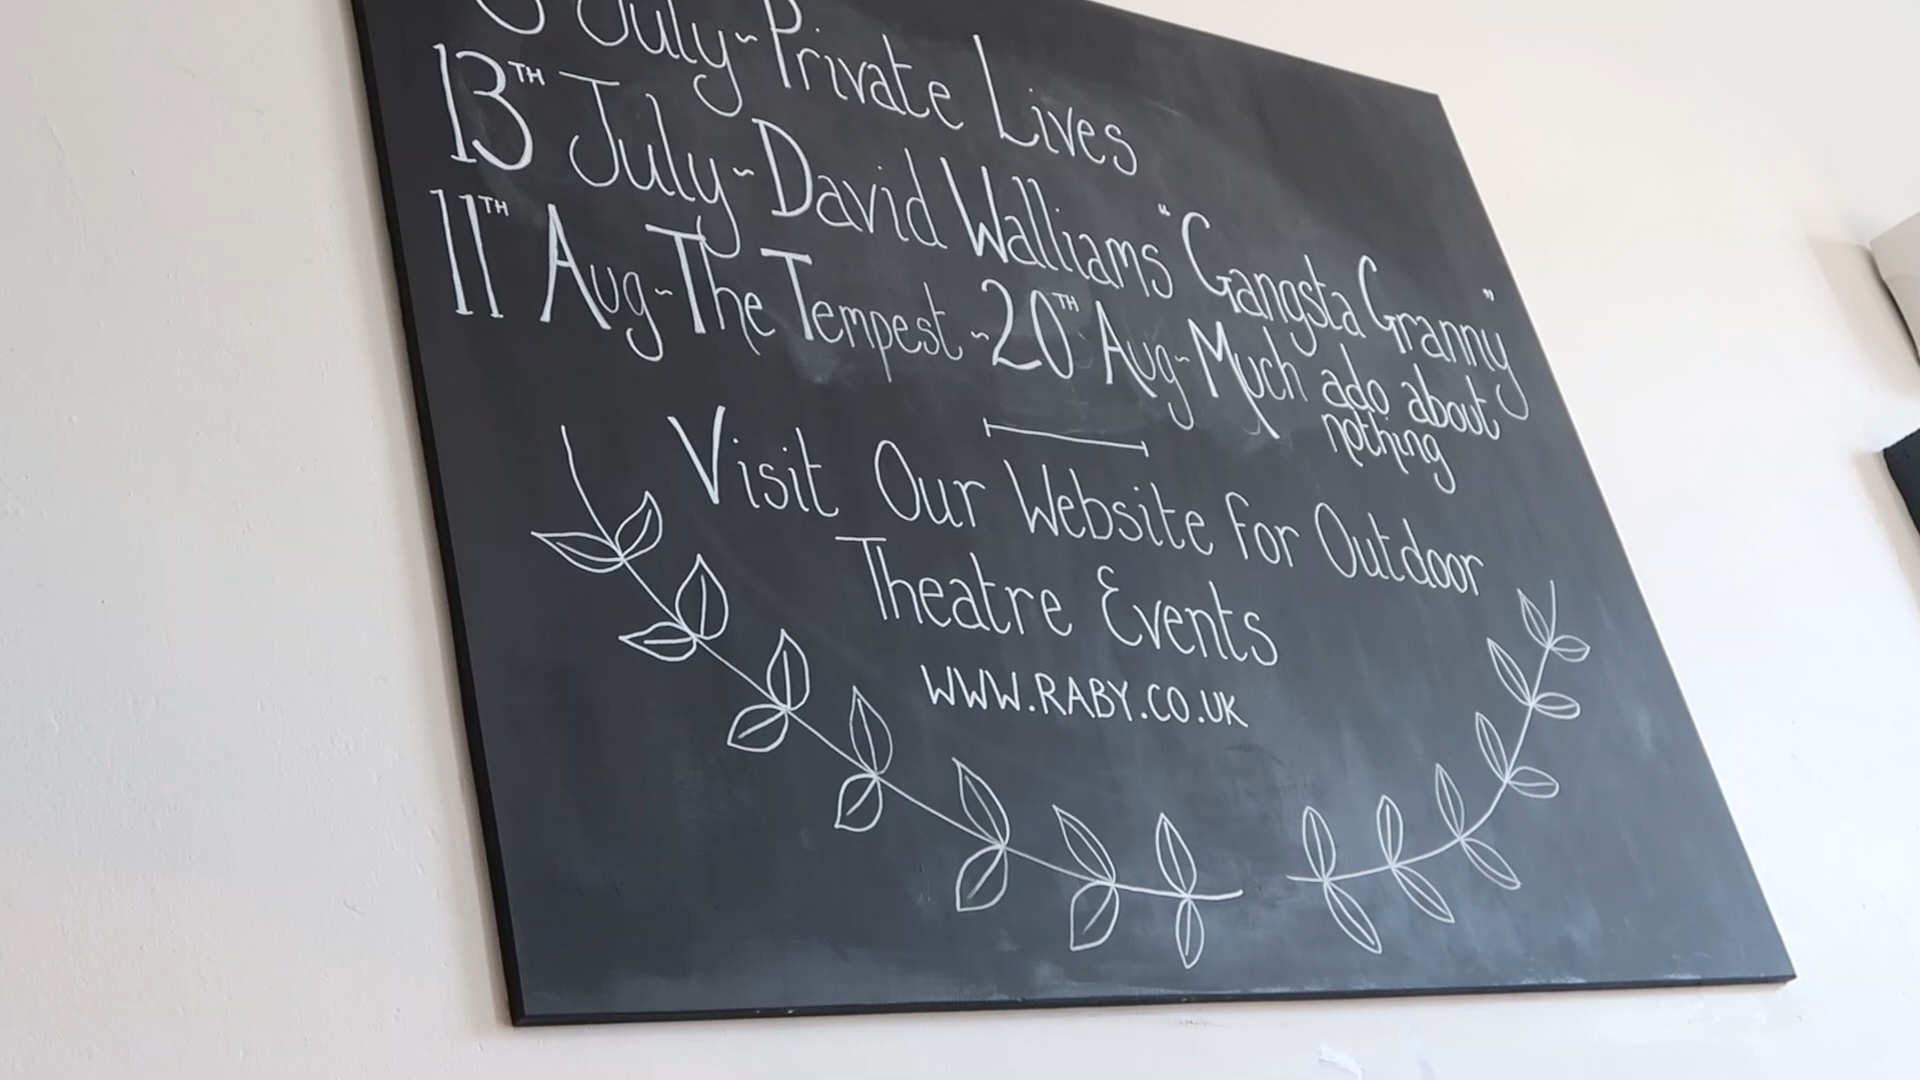 July ~ Private Lives
13TH July ~ David Walliams "Gangsta Granny"
11TH Aug ~ The Tempest ~ 20TH Aug ~ Much ado about
nothing
Visit Our Website for Outdoor
Theatre Events
WWW.RABY.CO.UK